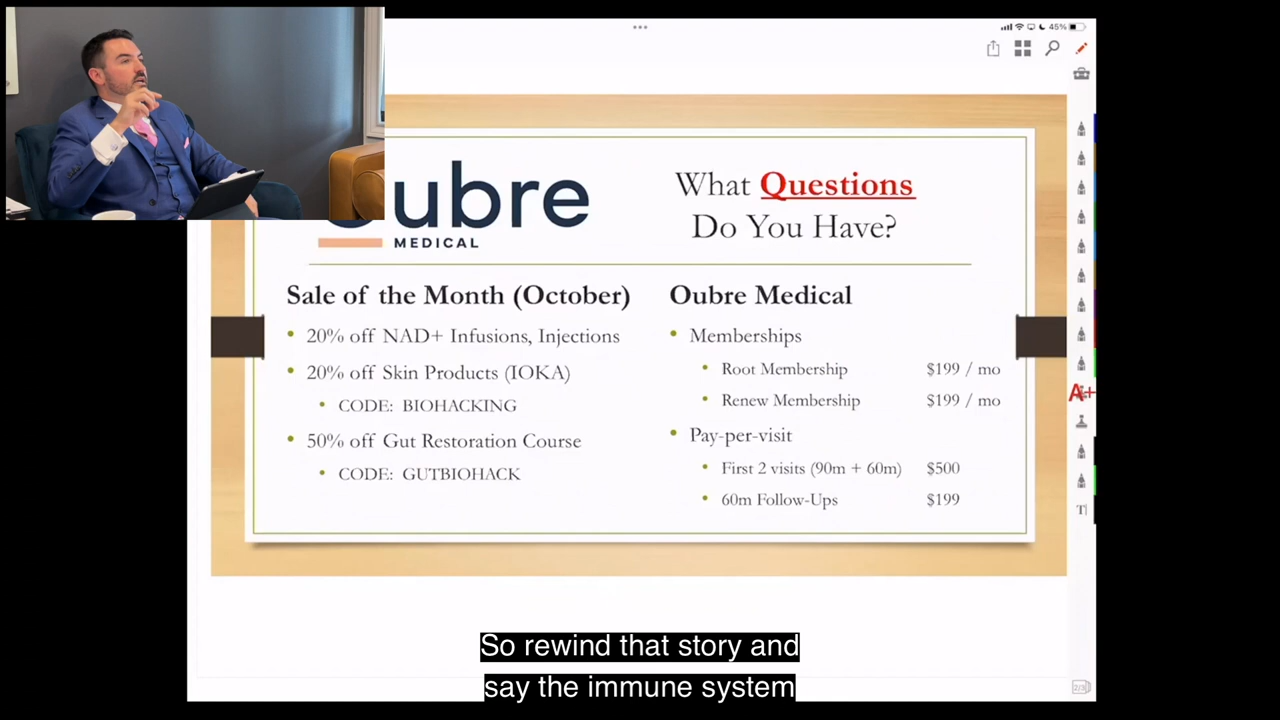 45%
Oubre
MEDICAL
What Questions
Do You Have?
Sale of the Month (October)
• 20% off NAD+ Infusions, Injections
• 20% off Skin Products (IOKA)
• CODE: BIOHACKING
• 50% off Gut Restoration Course
• CODE: GUTBIOHACK
Oubre Medical
• Memberships
• Root Membership $199 / mo
• Renew Membership $199 / mo
• Pay-per-visit
• First 2 visits (90m + 60m) $500
• 60m Follow-Ups $199
A+
T
So rewind that story and
say the immune system